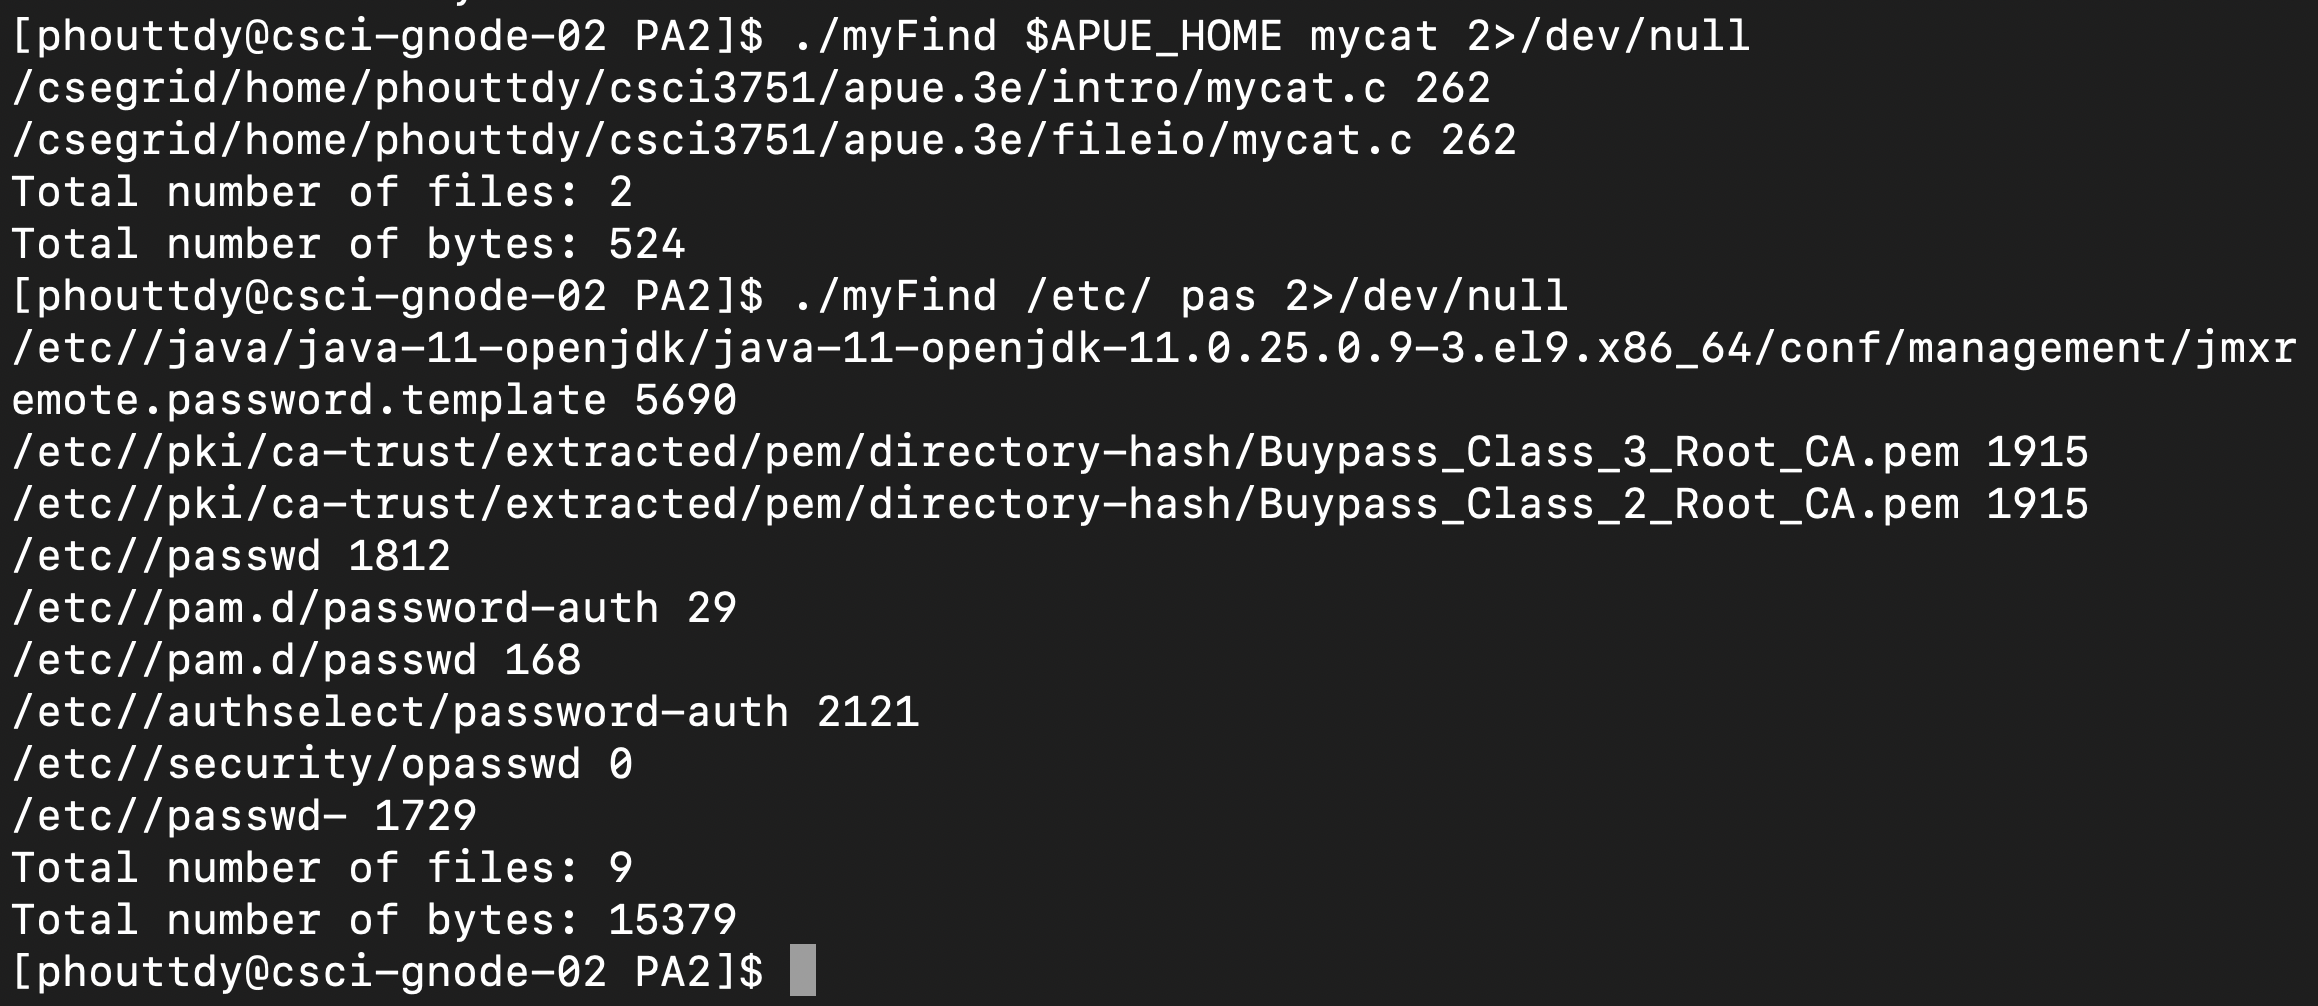 [phouttdy@csci-gnode-02 PA2]$ ./myFind $APUE_HOME mycat 2>/dev/null
/csegrid/home/phouttdy/csci3751/apue.3e/intro/mycat.c 262
/csegrid/home/phouttdy/csci3751/apue.3e/fileio/mycat.c 262
Total number of files: 2
Total number of bytes: 524
[phouttdy@csci-gnode-02 PA2]$ ./myFind /etc/ pas 2>/dev/null
/etc//java/java-11-openjdk/java-11-openjdk-11.0.25.0.9-3.el9.x86_64/conf/management/jmxr
emote.password.template 5690
/etc//pki/ca-trust/extracted/pem/directory-hash/Buypass_Class_3_Root_CA.pem 1915
/etc//pki/ca-trust/extracted/pem/directory-hash/Buypass_Class_2_Root_CA.pem 1915
/etc//passwd 1812
/etc//pam.d/password-auth 29
/etc//pam.d/passwd 168
/etc//authselect/password-auth 2121
/etc//security/opasswd 0
/etc//passwd- 1729
Total number of files: 9
Total number of bytes: 15379
[phouttdy@csci-gnode-02 PA2]$